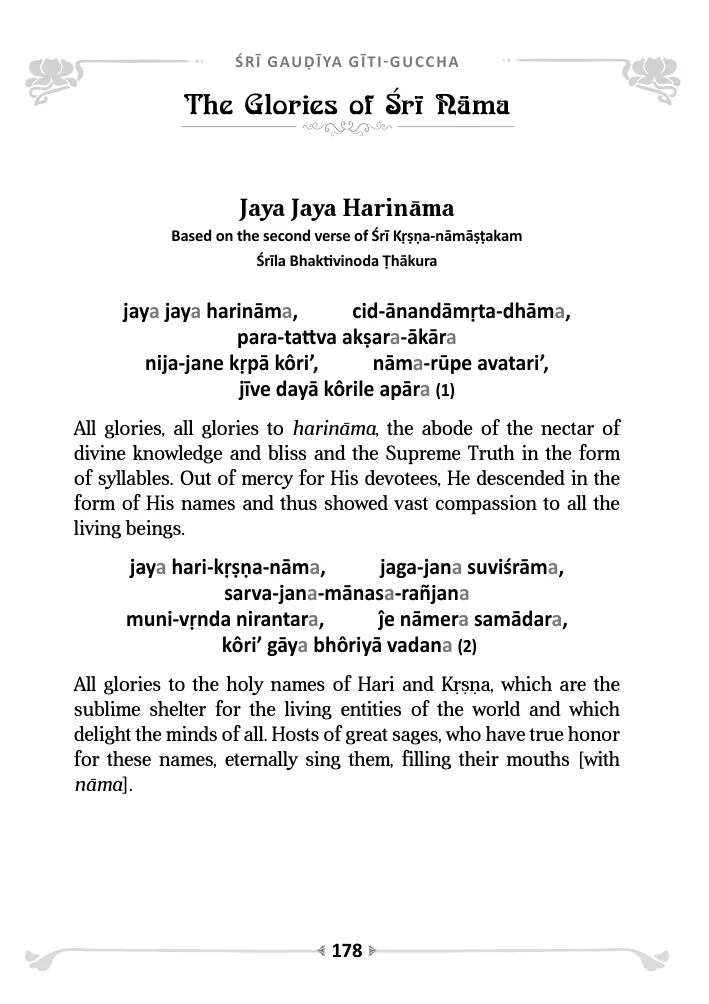 ŚRĪ GAUḌĪYA GĪTI-GUCCHA
The Glories of Śrī Nāma
Jaya Jaya Harināma
Based on the second verse of Śrī Kṛṣṇa-nāmāṣṭakam
Śrīla Bhaktivinoda Ṭhākura
jaya jaya harināma, cid-ānandāmṛta-dhāma,
para-tattva akṣara-ākāra
nija-jane kṛpā kôri’, nāma-rūpe avatari’,
jīve dayā kôrile apāra (1)
All glories, all glories to harināma, the abode of the nectar of
divine knowledge and bliss and the Supreme Truth in the form
of syllables. Out of mercy for His devotees, He descended in the
form of His names and thus showed vast compassion to all the
living beings.
jaya hari-kṛṣṇa-nāma, jaga-jana suviśrāma,
sarva-jana-mānasa-rañjana
muni-vṛnda nirantara, ĵe nāmera samādara,
kôri’ gāya bhôriyā vadana (2)
All glories to the holy names of Hari and Kṛṣṇa, which are the
sublime shelter for the living entities of the world and which
delight the minds of all. Hosts of great sages, who have true honor
for these names, eternally sing them, filling their mouths [with
nāma].
178